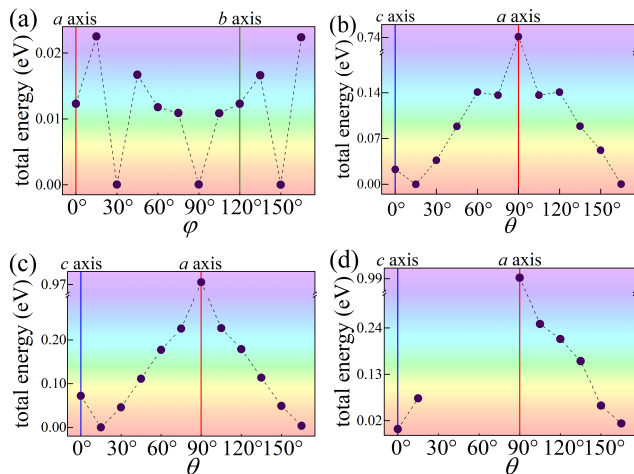 (a)
a axis
b axis
total energy (eV)
0.02
0.01
0.00
0° 30° 60° 90° 120° 150°
φ
(b)
c axis
a axis
total energy (eV)
0.74
0.14
0.07
0.00
0° 30° 60° 90° 120° 150°
θ
(c)
c axis
a axis
total energy (eV)
0.97
0.20
0.10
0.00
0° 30° 60° 90° 120° 150°
θ
(d)
c axis
a axis
total energy (eV)
0.99
0.24
0.13
0.02
0° 30° 60° 90° 120° 150°
θ